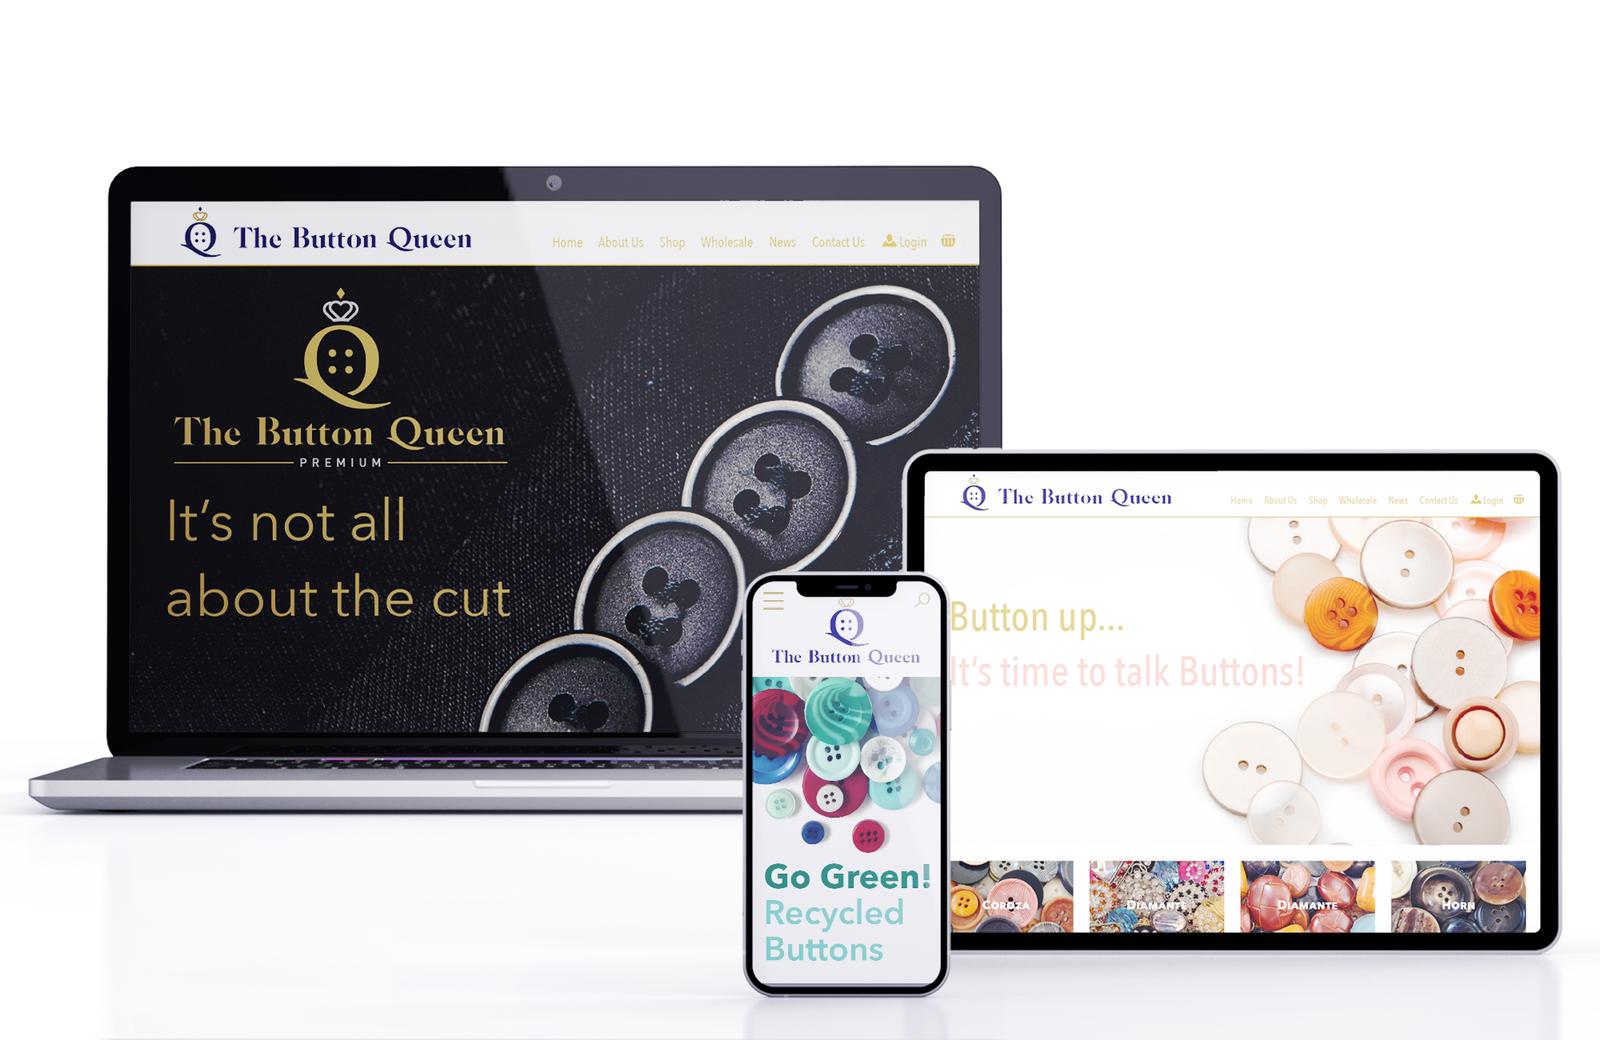 The Button Queen
Home About Us Shop Wholesale News Contact Us Login
The Button Queen
PREMIUM
It's not all
about the cut
The Button Queen
Home About Us Shop Wholesale News Contact Us Login
Button up...
It's time to talk Buttons!
Coroza
Diamante
Diamante
Horn
The Button Queen
Go Green!
Recycled
Buttons